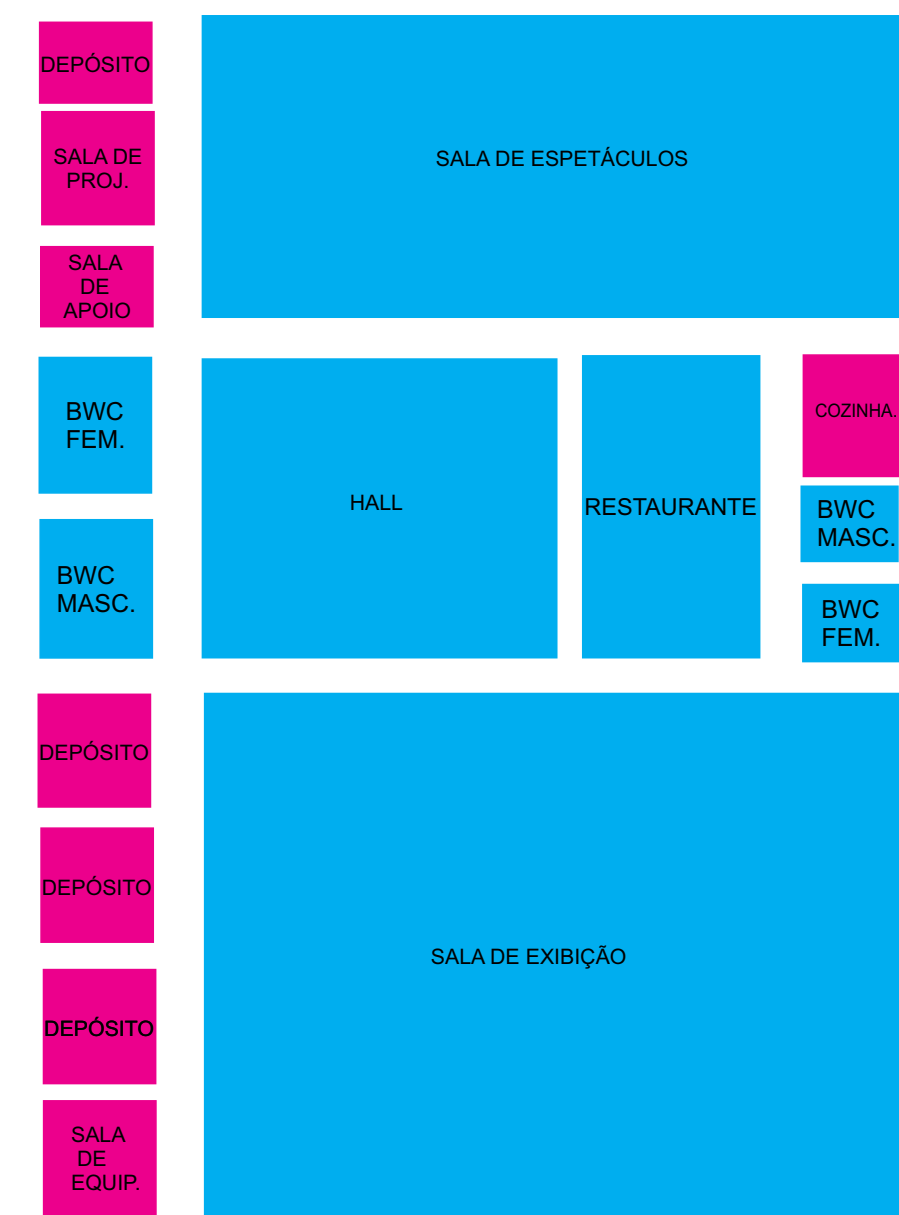 DEPÓSITO
SALA DE
PROJ.
SALA DE ESPETÁCULOS
SALA
DE
APOIO
BWC
FEM.
HALL
RESTAURANTE
COZINHA.
BWC
MASC.
BWC
MASC.
BWC
FEM.
DEPÓSITO
DEPÓSITO
SALA DE EXIBIÇÃO
DEPÓSITO
SALA
DE
EQUIP.